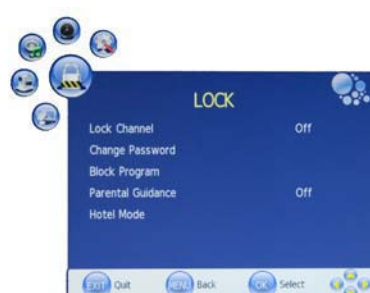 LOCK
Lock Channel Off
Change Password
Block Program
Parental Guidance Off
Hotel Mode
EXIT Quit MENU Back OK Select